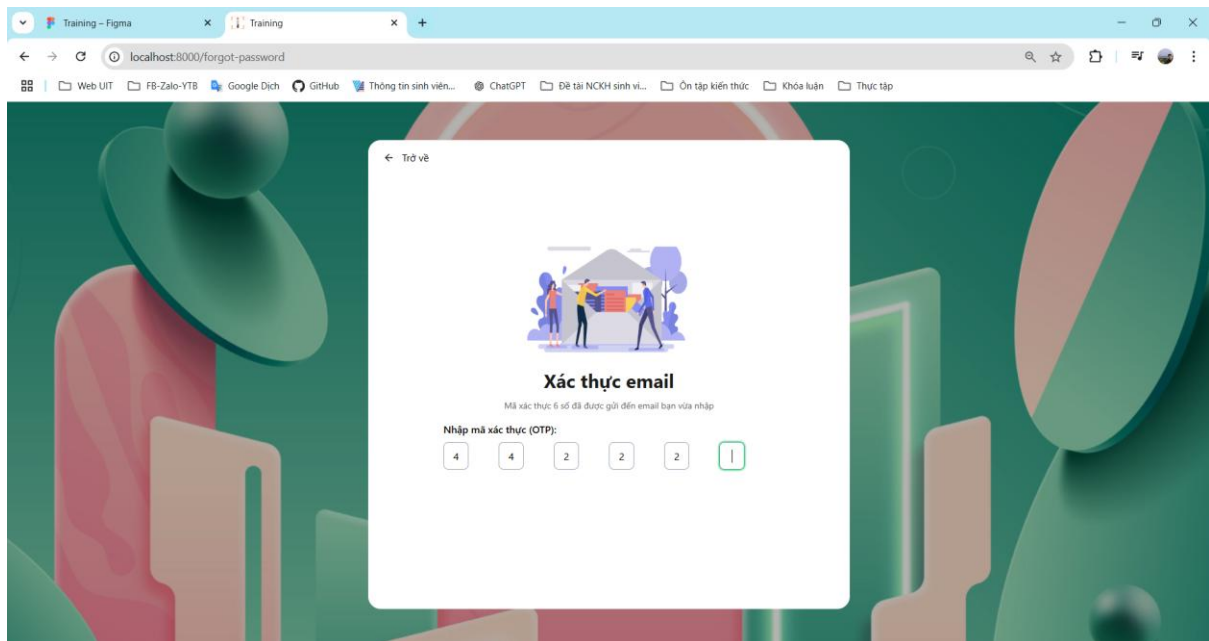 Training – Figma
Training
localhost:8000/forgot-password
Web UIT
FB-Zalo-YTB
Google Dịch
GitHub
Thông tin sinh viên...
ChatGPT
Đề tài NCKH sinh vi...
Ôn tập kiến thức
Khóa luận
Thực tập
Trở về
Xác thực email
Mã xác thực 6 số đã được gửi đến email bạn vừa nhập
Nhập mã xác thực (OTP):
4 4 2 2 2